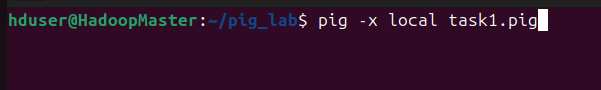 hduser@HadoopMaster:~/pig_lab$ pig -x local task1.pig